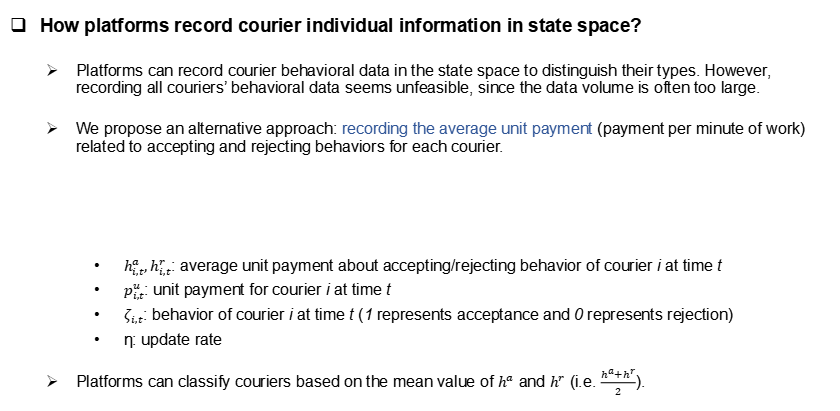 ❑ How platforms record courier individual information in state space?
➢ Platforms can record courier behavioral data in the state space to distinguish their types. However,
recording all couriers' behavioral data seems unfeasible, since the data volume is often too large.
➢ We propose an alternative approach: recording the average unit payment (payment per minute of work)
related to accepting and rejecting behaviors for each courier.
• $h^a_{i,t}, h^r_{i,t}$: average unit payment about accepting/rejecting behavior of courier i at time t
• $p^u_{i,t}$: unit payment for courier i at time t
• $\zeta_{i,t}$: behavior of courier i at time t (1 represents acceptance and 0 represents rejection)
• η: update rate
➢ Platforms can classify couriers based on the mean value of $h^a$ and $h^r$ (i.e. $\frac{h^a+h^r}{2}$).